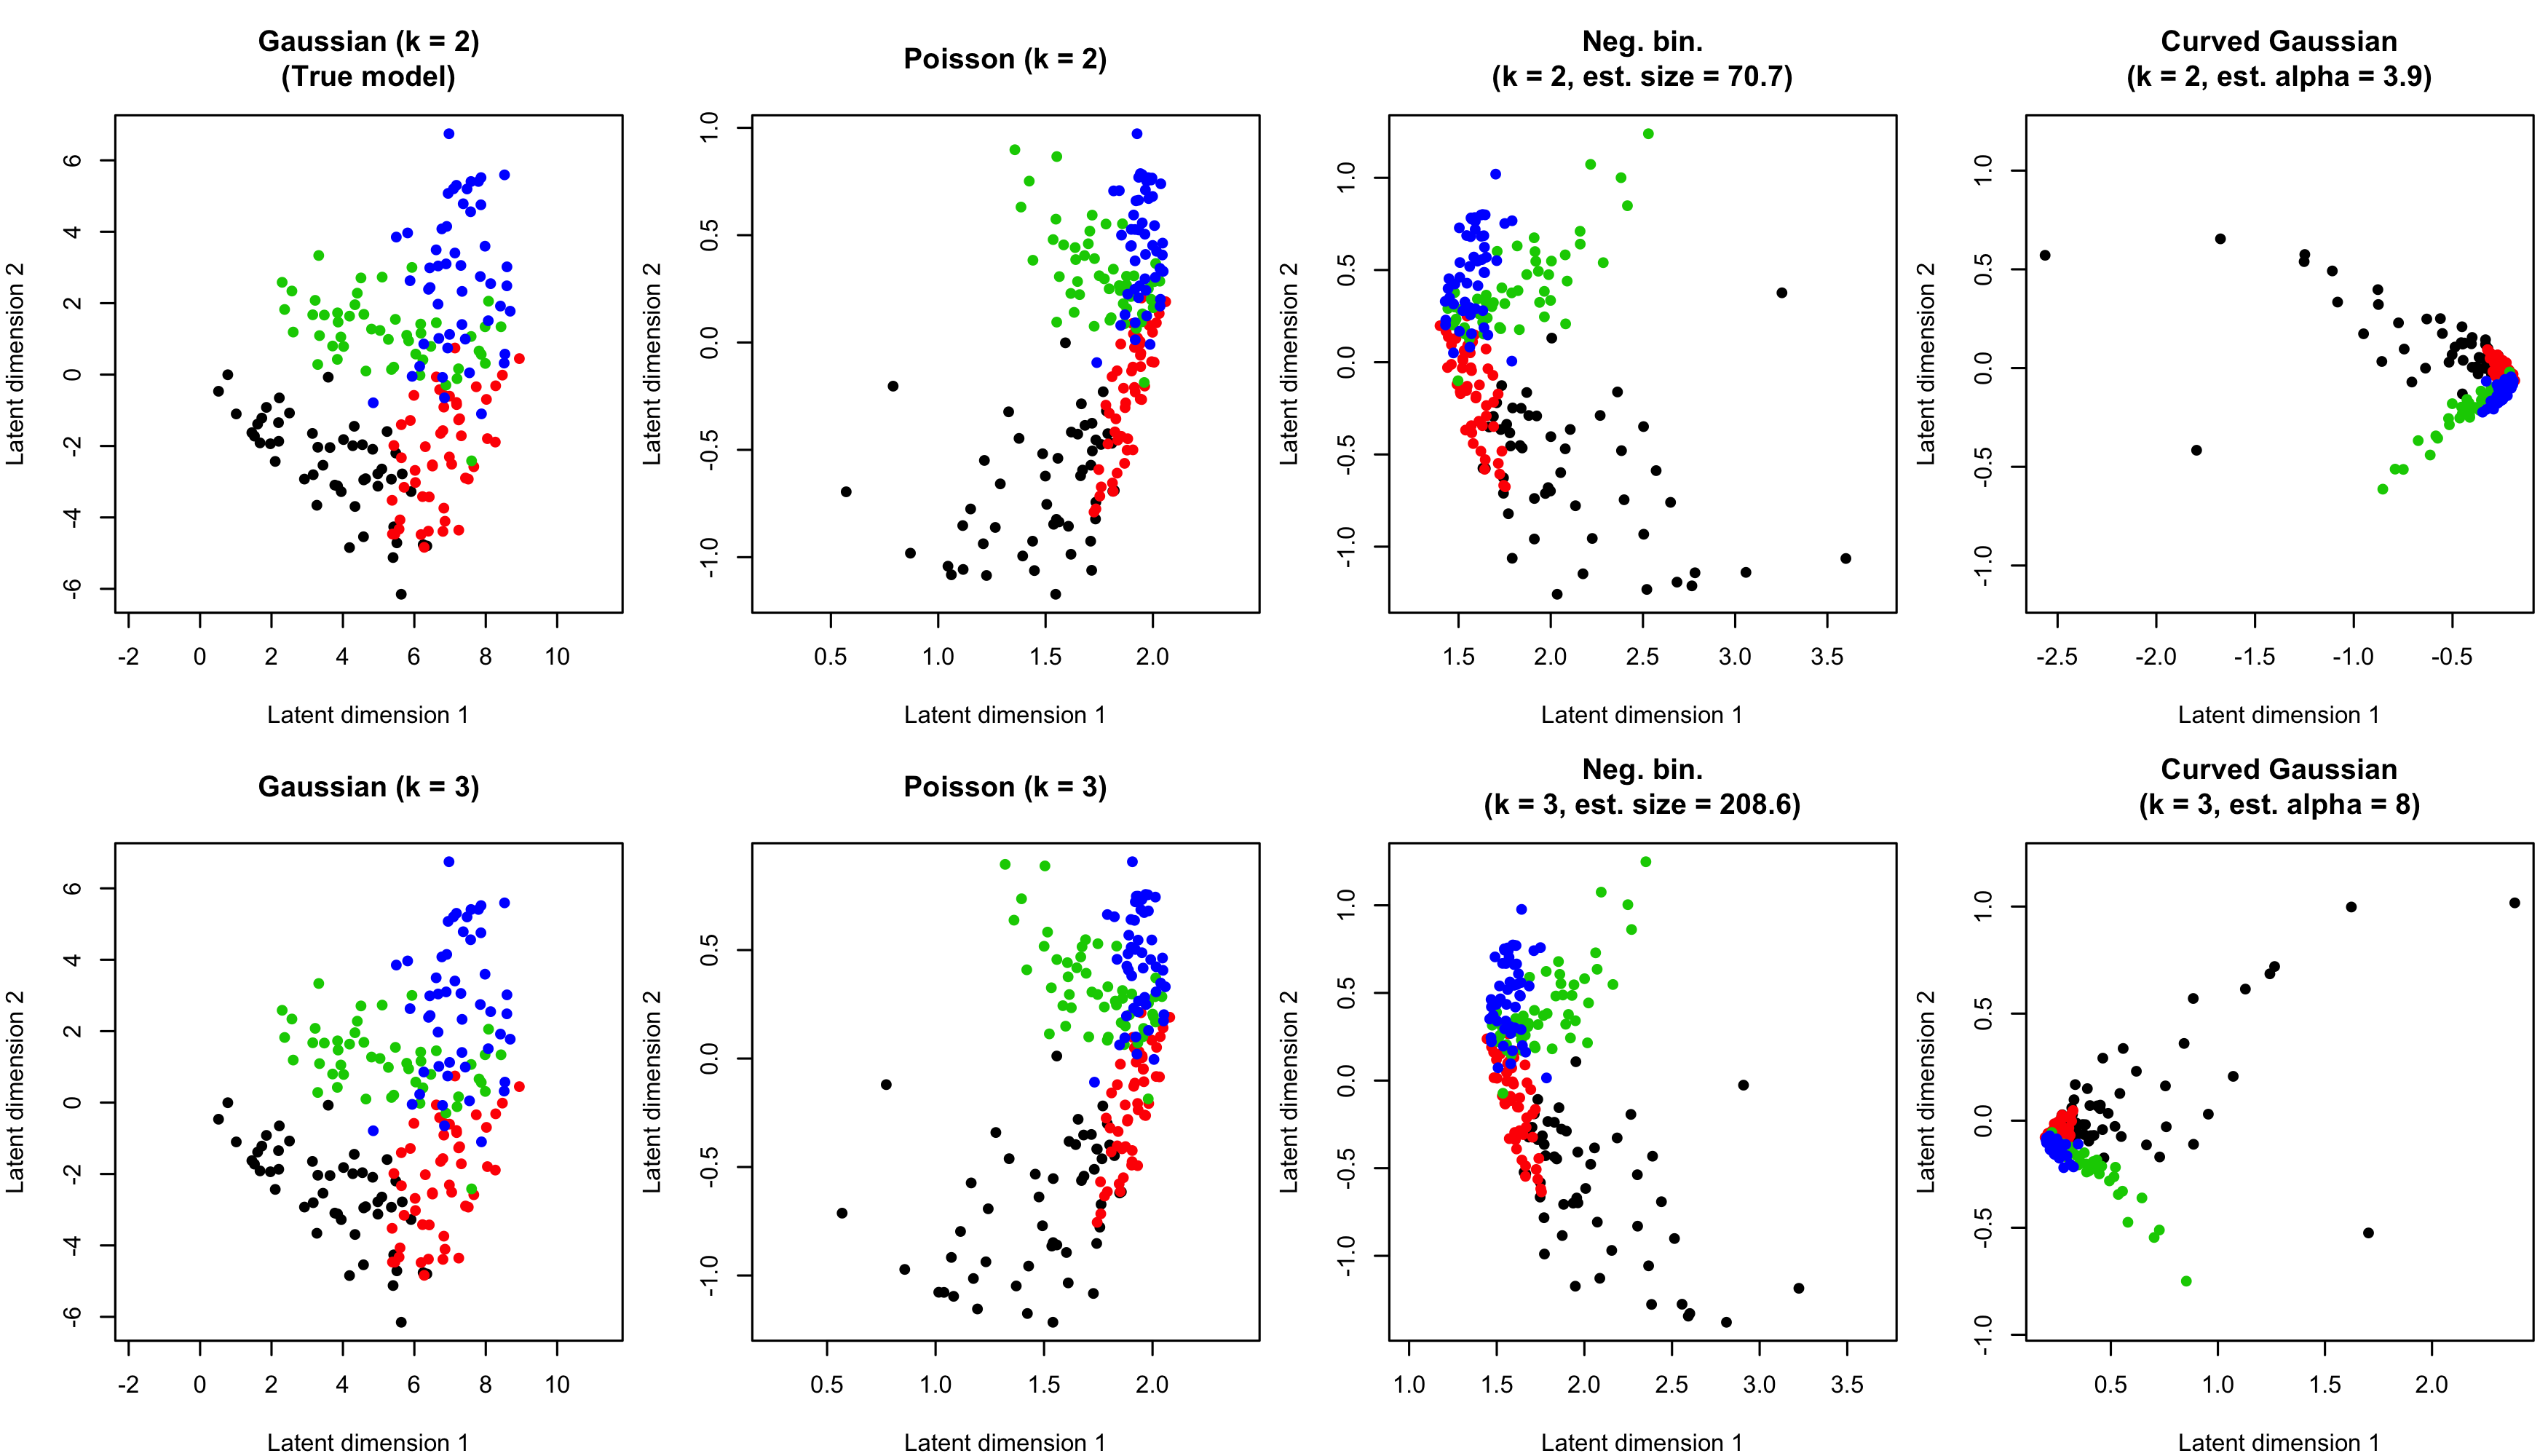 Gaussian (k = 2)
(True model)
6
4
2
0
-2
-4
-6
Latent dimension 2
-2 0 2 4 6 8 10
Latent dimension 1
Poisson (k = 2)
1.0
0.5
0.0
-0.5
-1.0
Latent dimension 2
0.5 1.0 1.5 2.0
Latent dimension 1
Neg. bin.
(k = 2, est. size = 70.7)
1.0
0.5
0.0
-0.5
-1.0
Latent dimension 2
1.5 2.0 2.5 3.0 3.5
Latent dimension 1
Curved Gaussian
(k = 2, est. alpha = 3.9)
1.0
0.5
0.0
-0.5
-1.0
Latent dimension 2
-2.5 -2.0 -1.5 -1.0 -0.5
Latent dimension 1
Gaussian (k = 3)
6
4
2
0
-2
-4
-6
Latent dimension 2
-2 0 2 4 6 8 10
Latent dimension 1
Poisson (k = 3)
0.5
0.0
-0.5
-1.0
Latent dimension 2
0.5 1.0 1.5 2.0
Latent dimension 1
Neg. bin.
(k = 3, est. size = 208.6)
1.0
0.5
0.0
-0.5
-1.0
Latent dimension 2
1.0 1.5 2.0 2.5 3.0 3.5
Latent dimension 1
Curved Gaussian
(k = 3, est. alpha = 8)
1.0
0.5
0.0
-0.5
-1.0
Latent dimension 2
0.5 1.0 1.5 2.0
Latent dimension 1